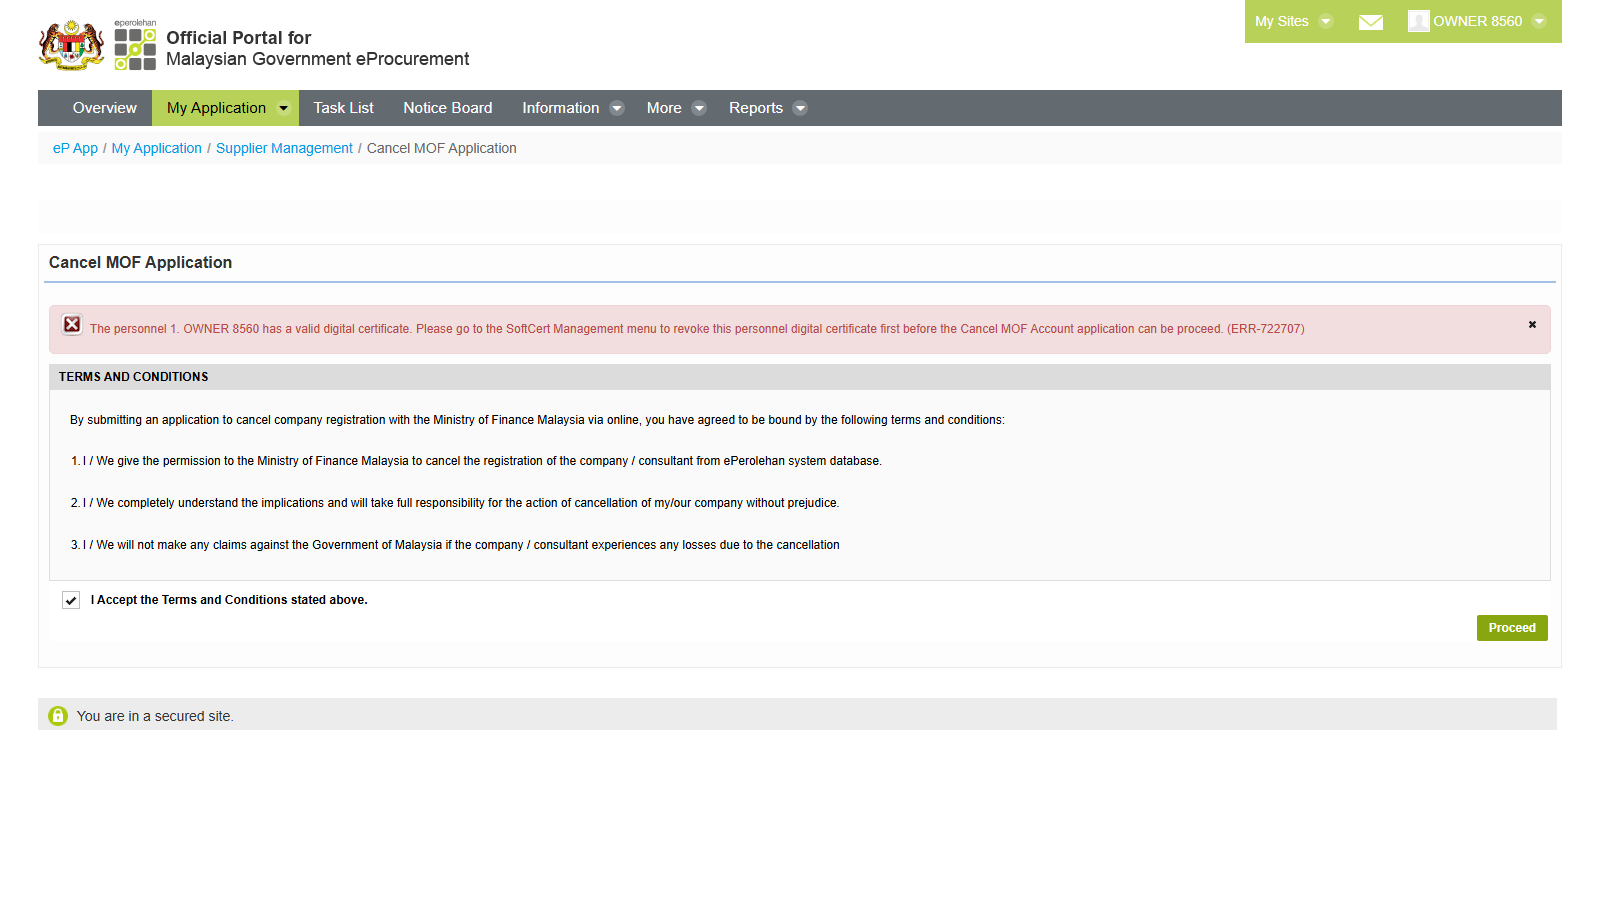 eperolehan
Official Portal for
Malaysian Government eProcurement
My Sites
OWNER 8560
Overview
My Application
Task List
Notice Board
Information
More
Reports
eP App / My Application / Supplier Management / Cancel MOF Application
Cancel MOF Application
The personnel 1. OWNER 8560 has a valid digital certificate. Please go to the SoftCert Management menu to revoke this personnel digital certificate first before the Cancel MOF Account application can be proceed. (ERR-722707)
TERMS AND CONDITIONS
By submitting an application to cancel company registration with the Ministry of Finance Malaysia via online, you have agreed to be bound by the following terms and conditions:
1. I / We give the permission to the Ministry of Finance Malaysia to cancel the registration of the company / consultant from ePerolehan system database.
2. I / We completely understand the implications and will take full responsibility for the action of cancellation of my/our company without prejudice.
3. I / We will not make any claims against the Government of Malaysia if the company / consultant experiences any losses due to the cancellation
I Accept the Terms and Conditions stated above.
Proceed
You are in a secured site.